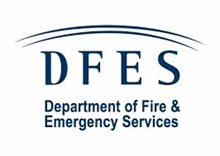 DFES
Department of Fire &
Emergency Services